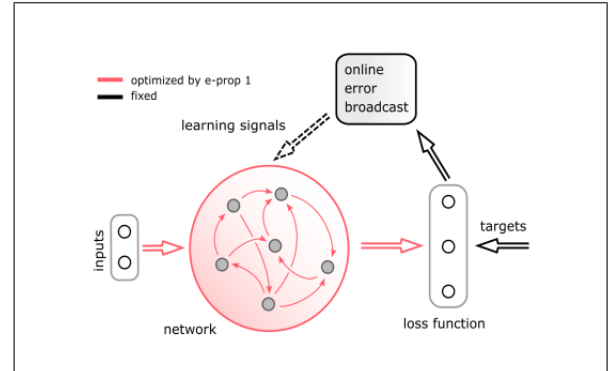 optimized by e-prop 1
fixed
online
error
broadcast
learning signals
inputs
targets
network
loss function